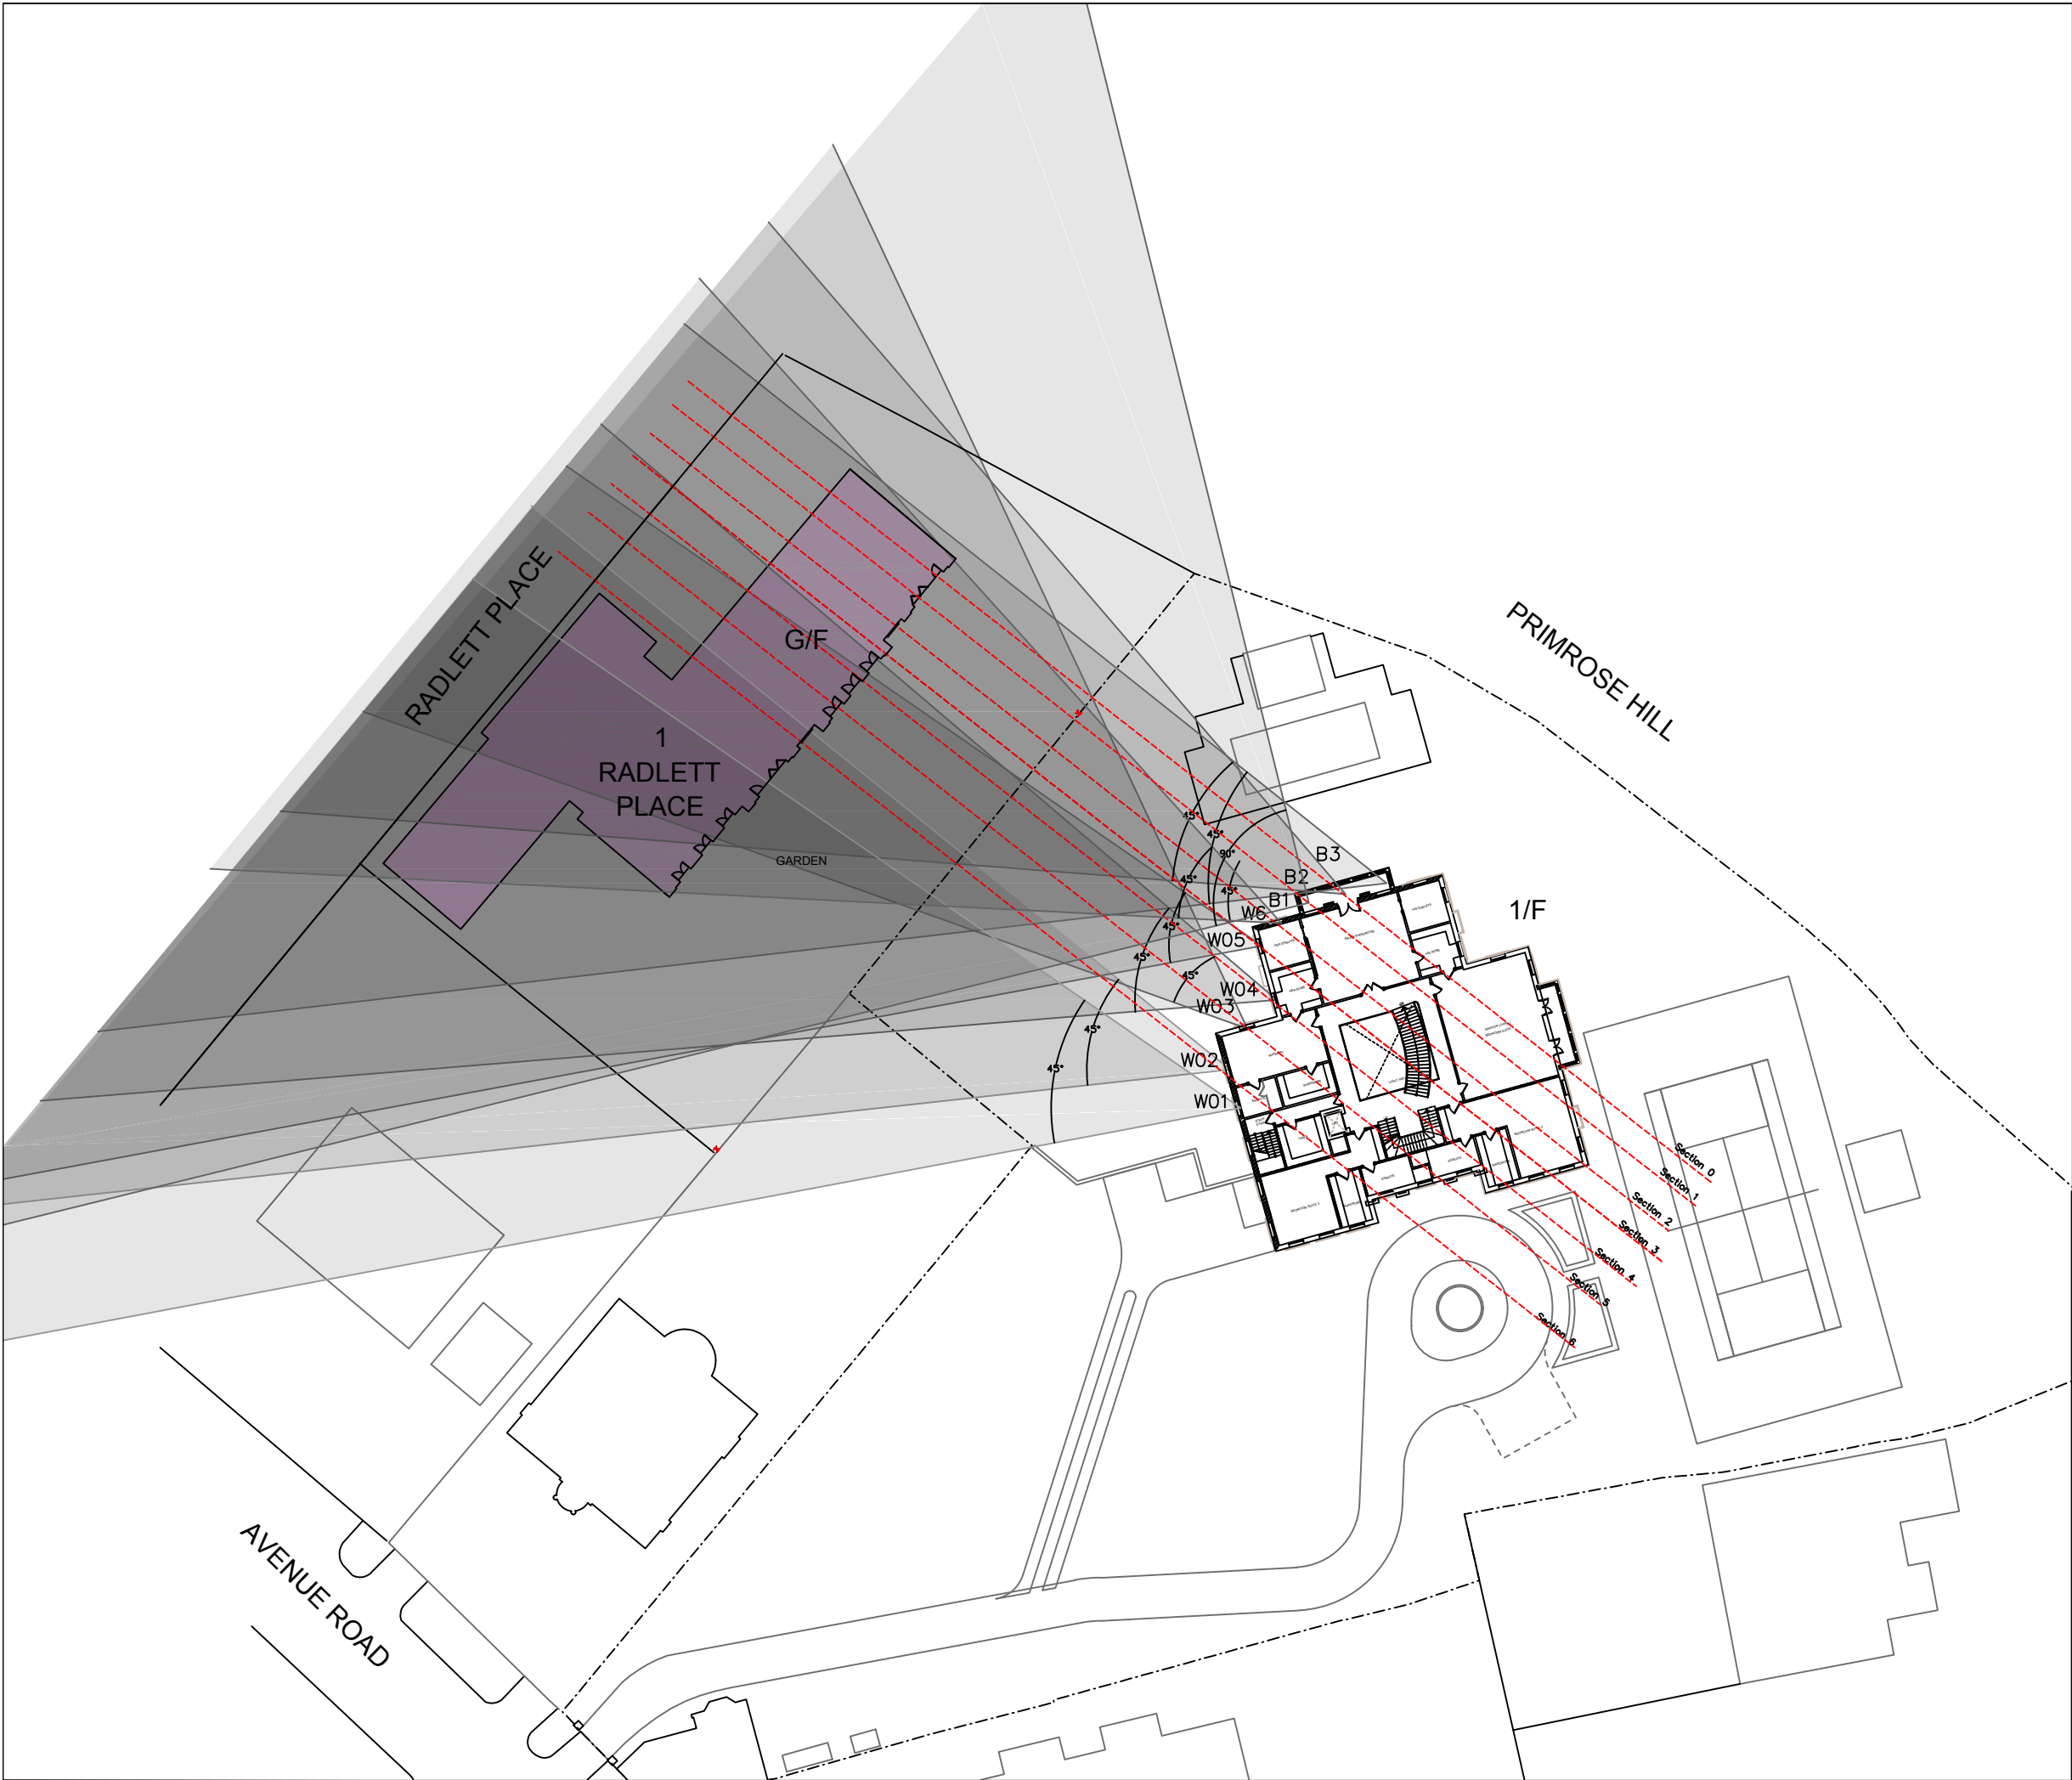 PRIMROSE HILL
RADLETT PLACE
G/F
1
RADLETT
PLACE
GARDEN
45°
45°
90°
45°
45°
45°
45°
45°
45°
45°
B3
B2
B1
W6
W05
W04
W03
W02
W01
1/F
Section 0
Section 1
Section 2
Section 3
Section 4
Section 5
Section 6
AVENUE ROAD